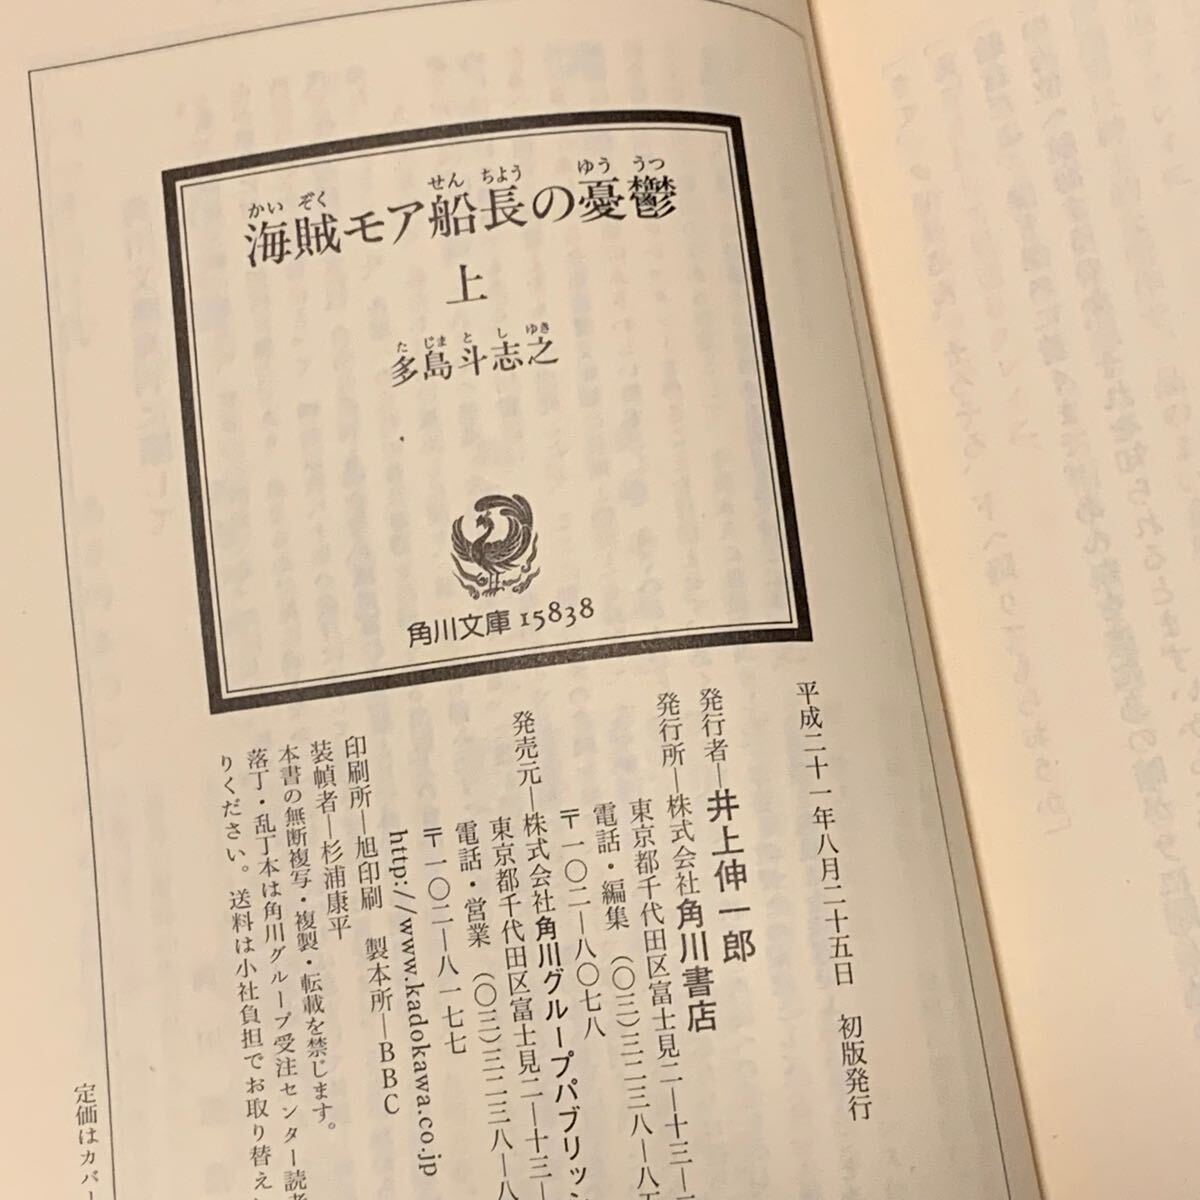 かい ぞく せん ちよう ゆう うつ
海賊モア船長の憂鬱
上
た じま と し ゆき
多島斗志之
角川文庫 15838
平成二十一年八月二十五日 初版発行
発行者―井上伸一郎
発行所―株式会社角川書店
東京都千代田区富士見二―十三―
電話・編集 (〇三)三二三八―八五
〒一〇二―八〇七八
発売元―株式会社角川グループパブリッシ
東京都千代田区富士見二―十三―
電話・営業 (〇三)三二三八―八
〒一〇二―八一七七
http://www.kadokawa.co.jp
印刷所―旭印刷 製本所―BBC
装幀者―杉浦康平
本書の無断複写・複製・転載を禁じます。
落丁・乱丁本は角川グループ受注センター読者
りください。送料は小社負担でお取り替え
定価はカバー